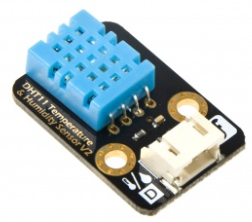 DHT11 Temperature
& Humidity Sensor V2
D